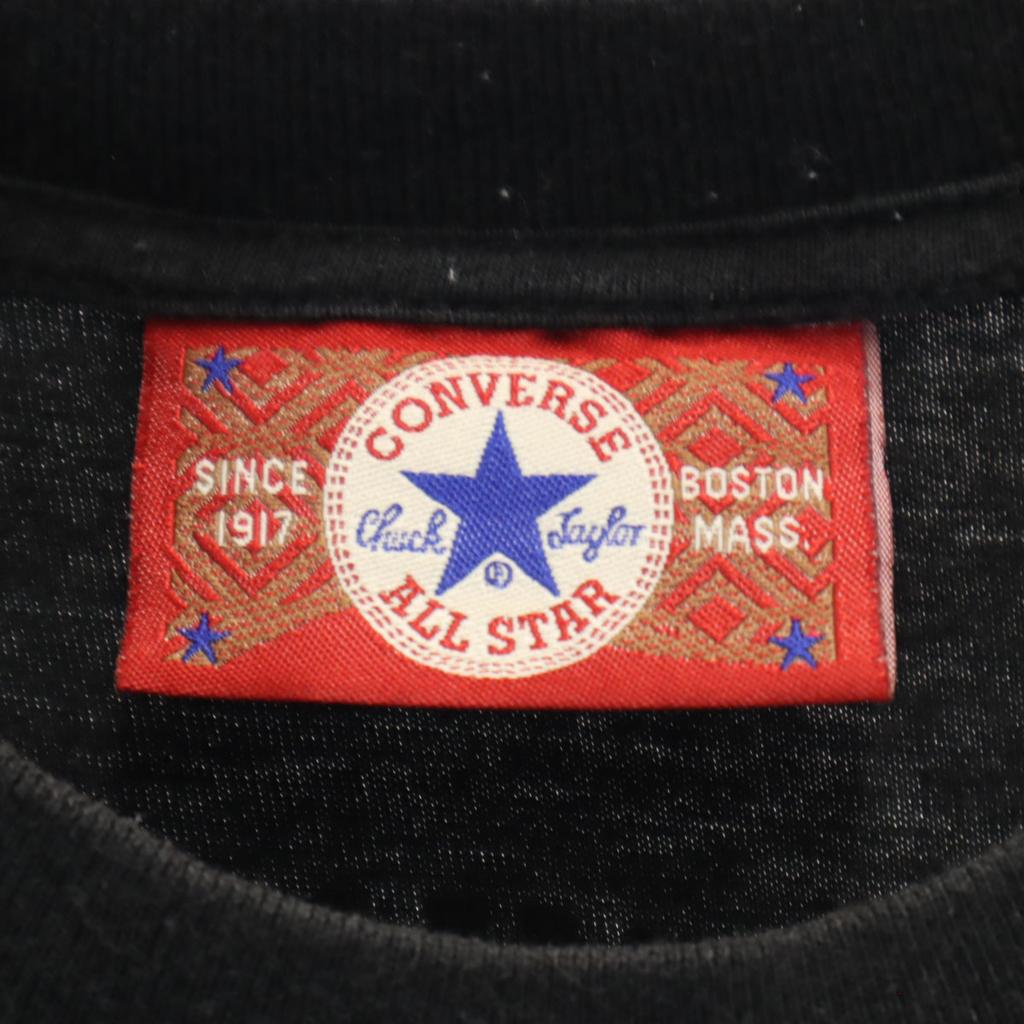 CONVERSE
SINCE
1917
Chuck Taylor
®
ALL STAR
BOSTON
MASS.